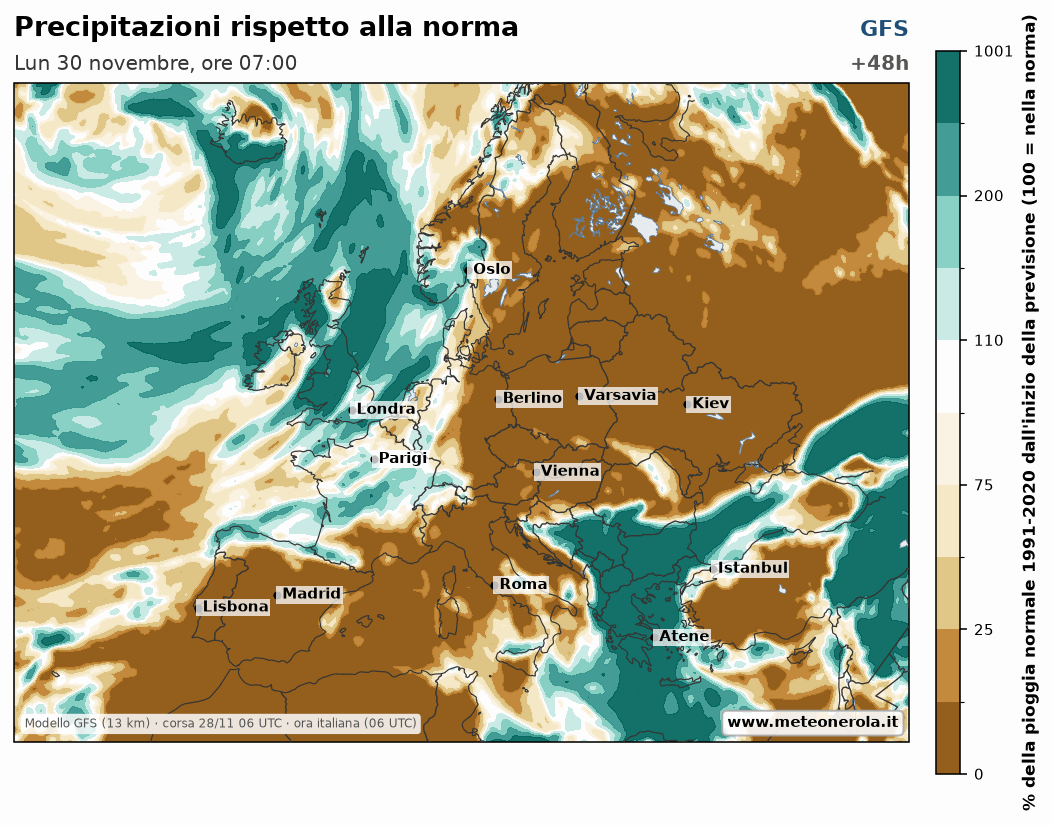 Precipitazioni rispetto alla norma
GFS
Lun 30 novembre, ore 07:00
+48h
1001
200
110
75
25
0
% della pioggia normale 1991-2020 dall'inizio della previsione (100 = nella norma)
Oslo
Berlino
Varsavia
Kiev
Londra
Parigi
Vienna
Istanbul
Roma
Madrid
Lisbona
Atene
Modello GFS (13 km) · corsa 28/11 06 UTC · ora italiana (06 UTC)
www.meteonerola.it